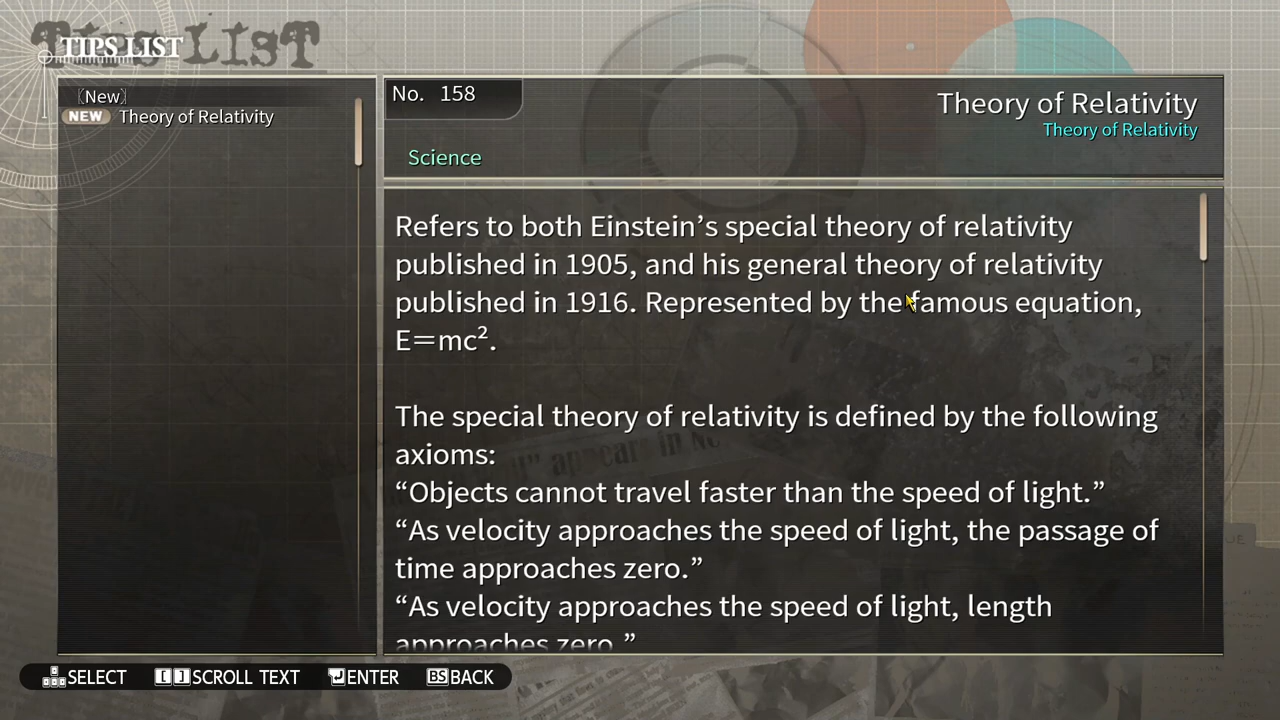 TIPS LIST
TIPS LIST
〔New〕
NEW Theory of Relativity
No. 158
Theory of Relativity
Theory of Relativity
Science
Refers to both Einstein’s special theory of relativity
published in 1905, and his general theory of relativity
published in 1916. Represented by the famous equation,
E＝mc².
The special theory of relativity is defined by the following
axioms:
“Objects cannot travel faster than the speed of light.”
“As velocity approaches the speed of light, the passage of
time approaches zero.”
“As velocity approaches the speed of light, length
approaches zero.”
SELECT [ ] SCROLL TEXT ENTER BS BACK